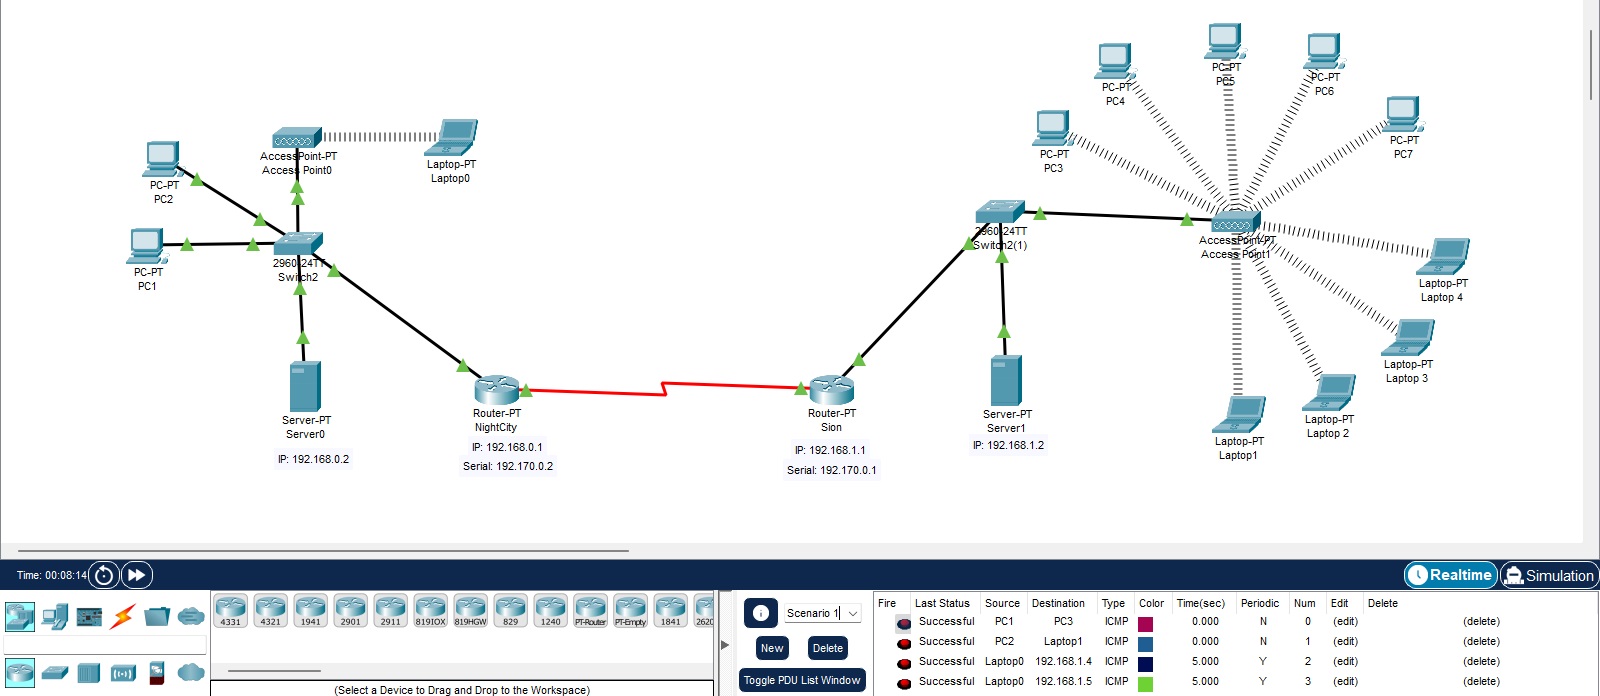 PC-PT
PC2
PC-PT
PC1
AccessPoint-PT
Access Point0
Laptop-PT
Laptop0
2960-24TT
Switch2
Server-PT
Server0
IP: 192.168.0.2
Router-PT
NightCity
IP: 192.168.0.1
Serial: 192.170.0.2
Router-PT
Sion
IP: 192.168.1.1
Serial: 192.170.0.1
2960-24TT
Switch2(1)
Server-PT
Server1
IP: 192.168.1.2
PC-PT
PC3
PC-PT
PC4
PC-PT
PC5
PC-PT
PC6
PC-PT
PC7
AccessPoint-PT
Access Point1
Laptop-PT
Laptop 4
Laptop-PT
Laptop 3
Laptop-PT
Laptop 2
Laptop-PT
Laptop1
Time: 00:08:14
Realtime
Simulation
4331 4321 1941 2901 2911 819IOX 819HGW 829 1240 PT-Router PT-Empty 1841 2620
(Select a Device to Drag and Drop to the Workspace)
Scenario 1
New
Delete
Toggle PDU List Window
Fire Last Status Source Destination Type Color Time(sec) Periodic Num Edit Delete
Successful PC1 PC3 ICMP 0.000 N 0 (edit) (delete)
Successful PC2 Laptop1 ICMP 0.000 N 1 (edit) (delete)
Successful Laptop0 192.168.1.4 ICMP 5.000 Y 2 (edit) (delete)
Successful Laptop0 192.168.1.5 ICMP 5.000 Y 3 (edit) (delete)